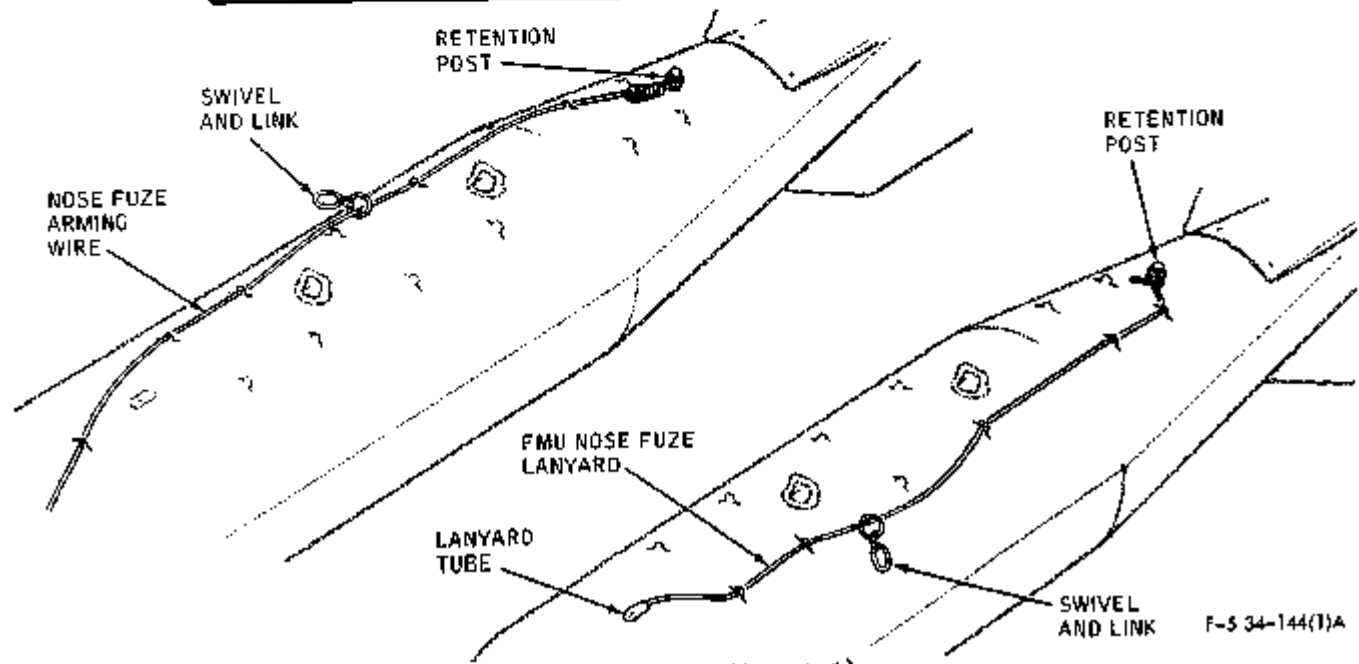 RETENTION
POST
SWIVEL
AND LINK
NOSE FUZE
ARMING
WIRE
RETENTION
POST
FMU NOSE FUZE
LANYARD
LANYARD
TUBE
SWIVEL
AND LINK
F-5 34-144(1)A